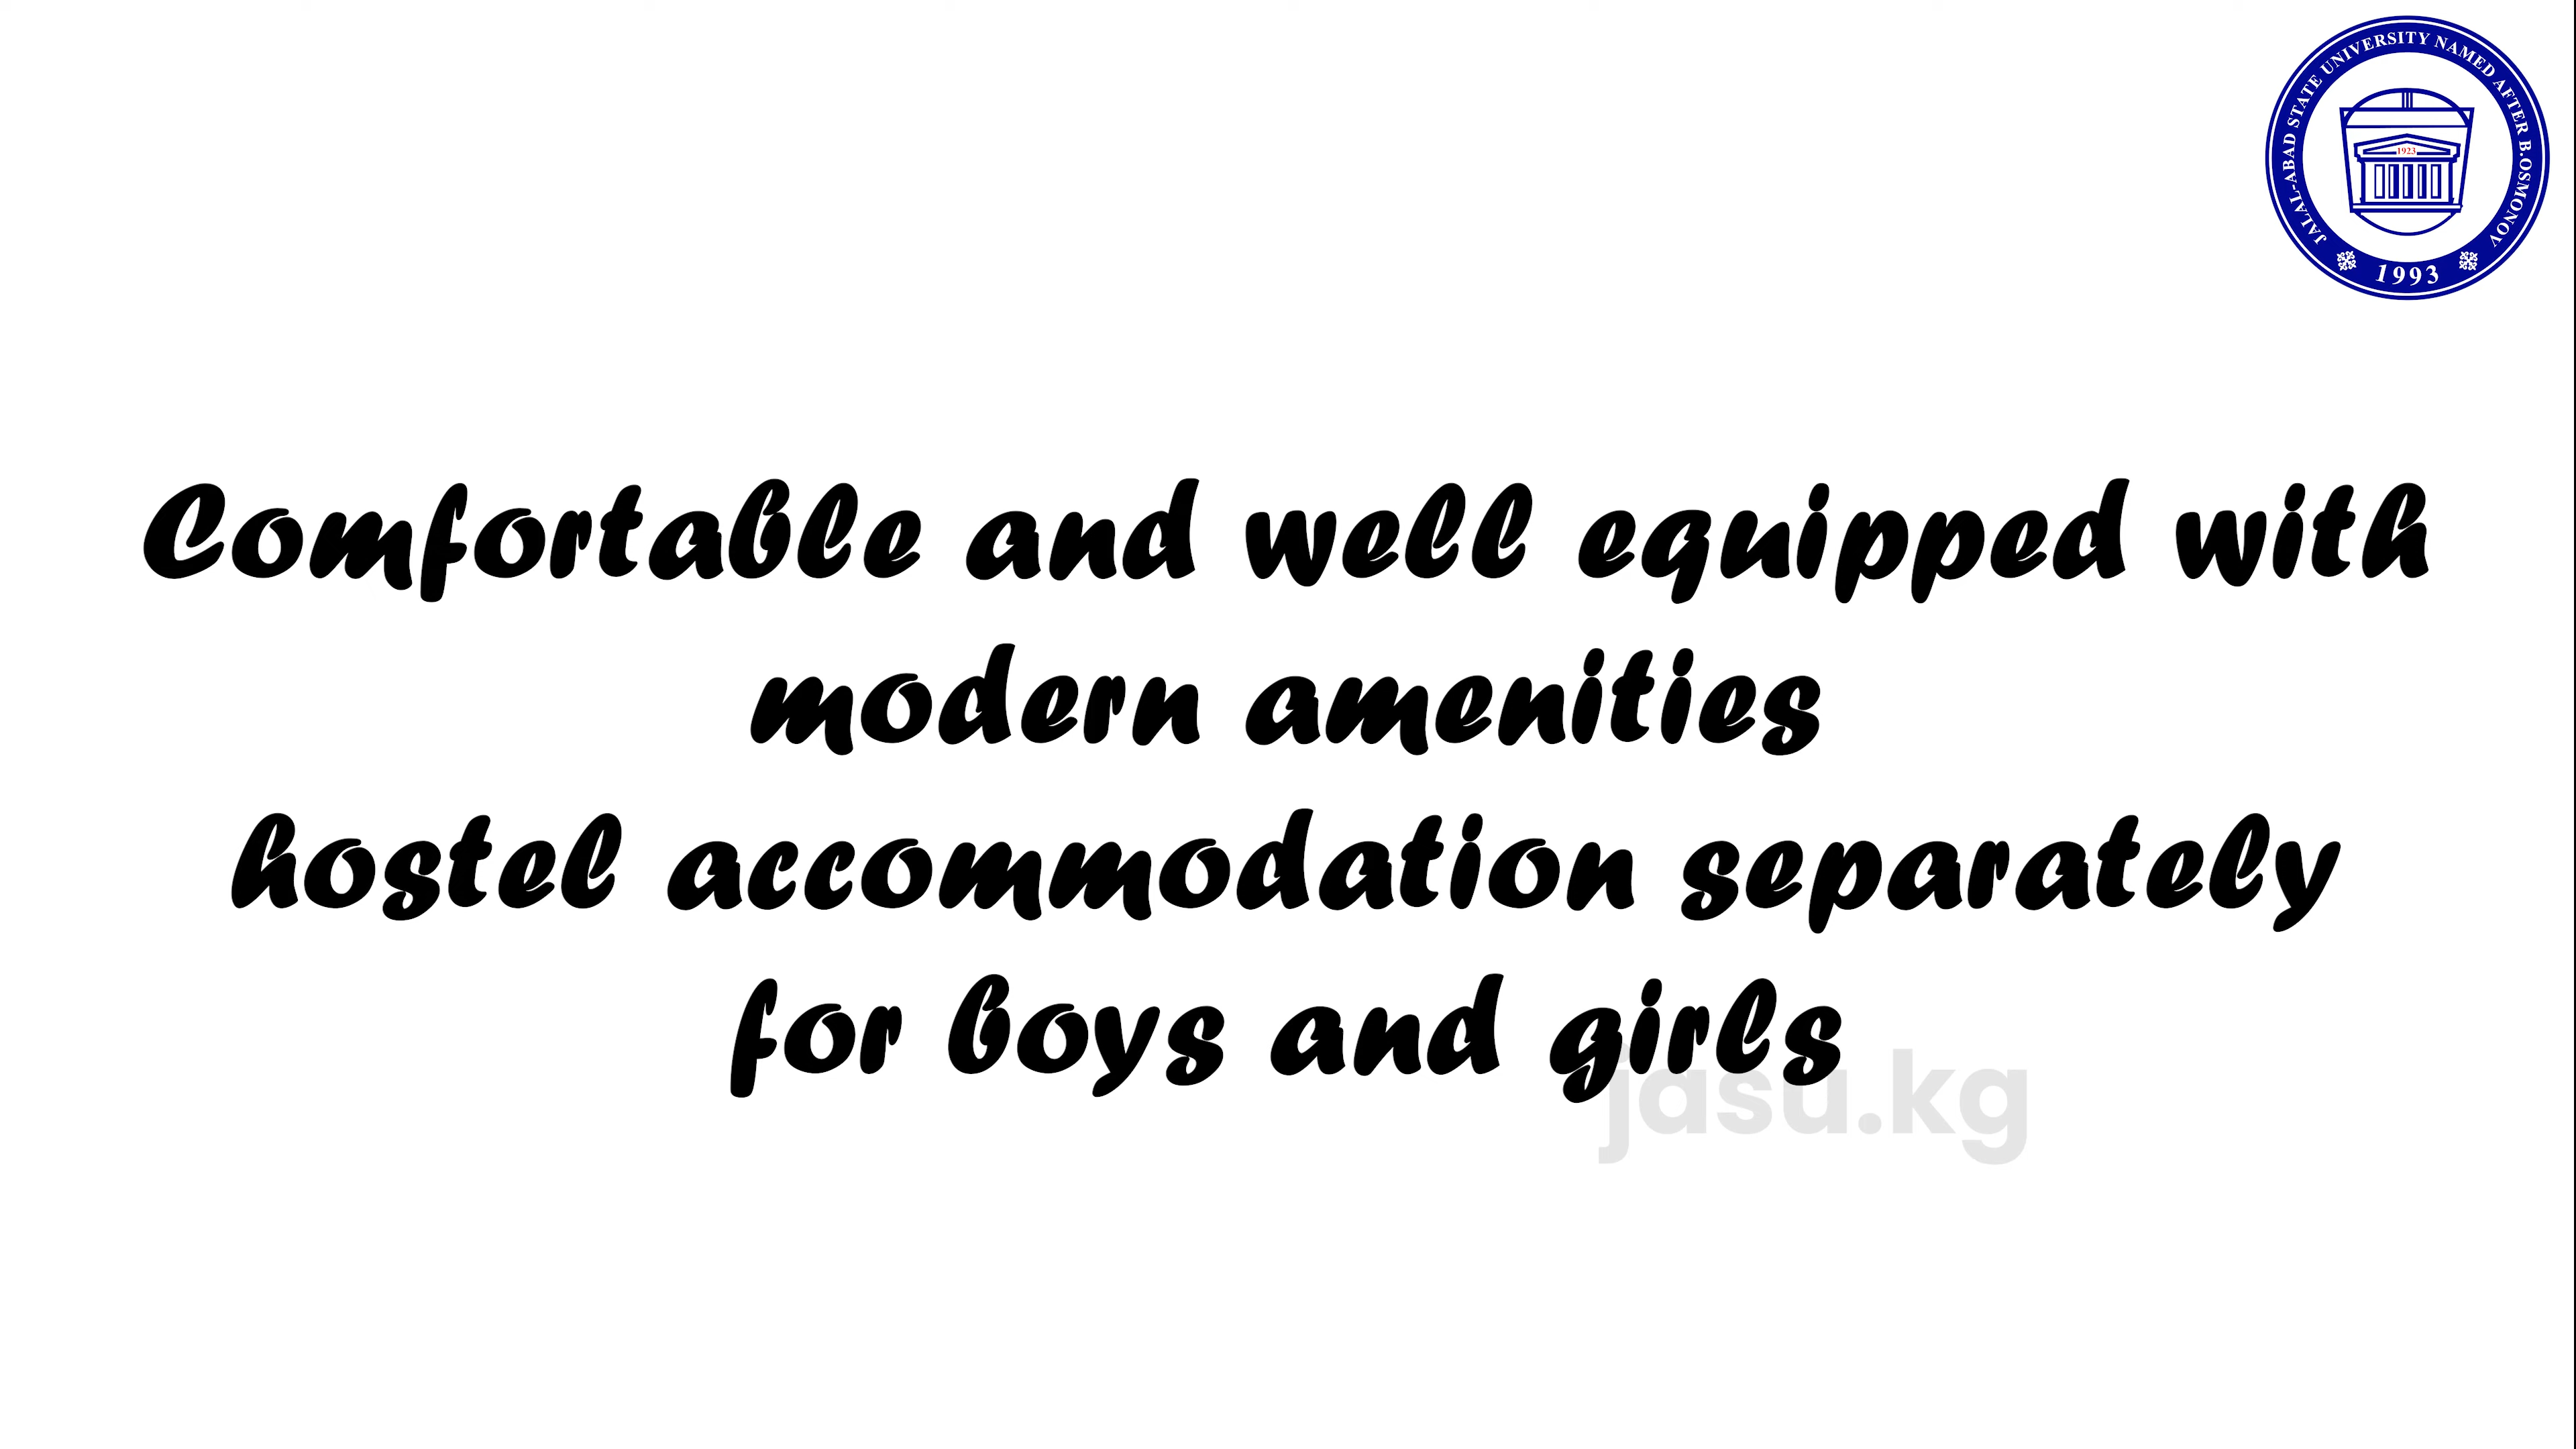 JALAL-ABAD STATE UNIVERSITY NAMED AFTER B.OSMONOV
1923
1993
Comfortable and well equipped with
modern amenities
hostel accommodation separately
for boys and girls
jasu.kg